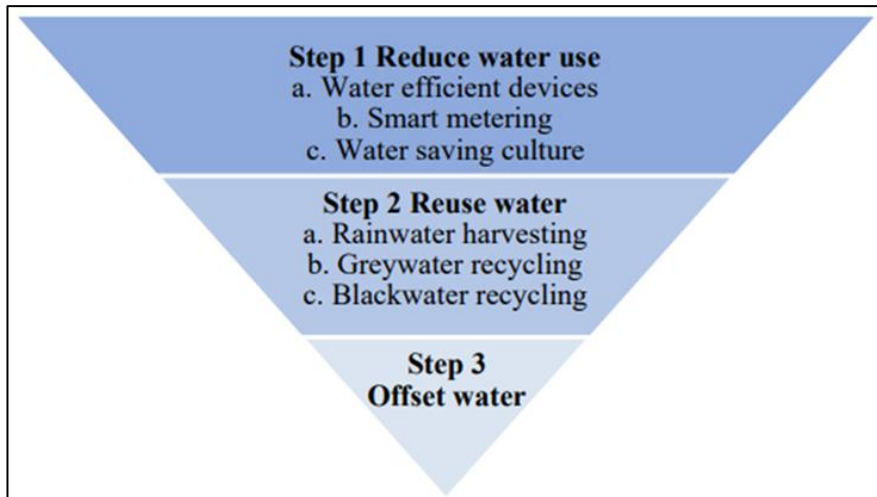 Step 1 Reduce water use
a. Water efficient devices
b. Smart metering
c. Water saving culture
Step 2 Reuse water
a. Rainwater harvesting
b. Greywater recycling
c. Blackwater recycling
Step 3
Offset water